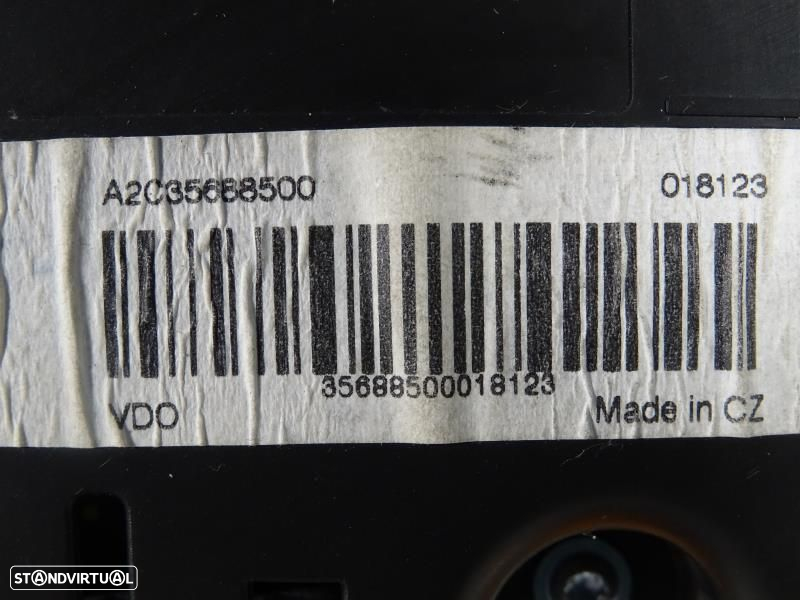 A2C35688500 018123
35688500018123
VDO Made in CZ
STANDVIRTUAL